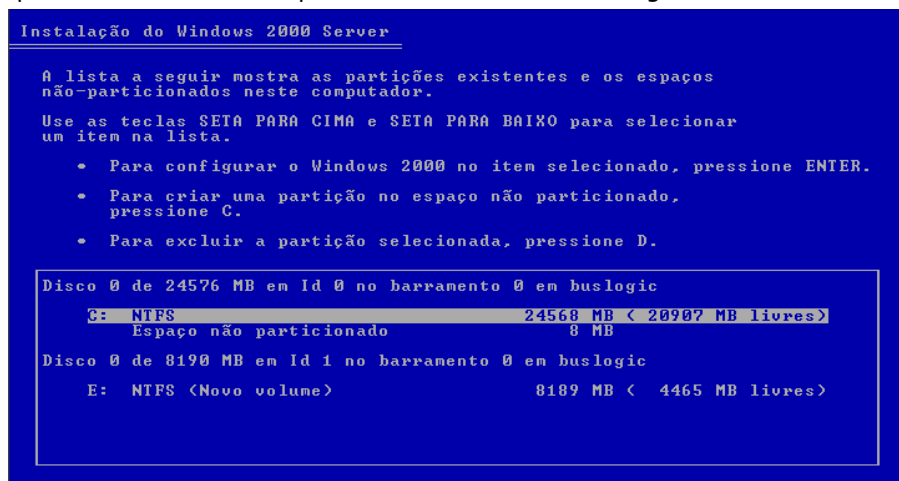 Instalação do Windows 2000 Server
A lista a seguir mostra as partições existentes e os espaços
não-particionados neste computador.
Use as teclas SETA PARA CIMA e SETA PARA BAIXO para selecionar
um item na lista.
• Para configurar o Windows 2000 no item selecionado, pressione ENTER.
• Para criar uma partição no espaço não particionado,
pressione C.
• Para excluir a partição selecionada, pressione D.
Disco 0 de 24576 MB em Id 0 no barramento 0 em buslogic
C: NTFS 24568 MB ( 20907 MB livres)
Espaço não particionado 8 MB
Disco 0 de 8190 MB em Id 1 no barramento 0 em buslogic
E: NTFS (Novo volume) 8189 MB ( 4465 MB livres)